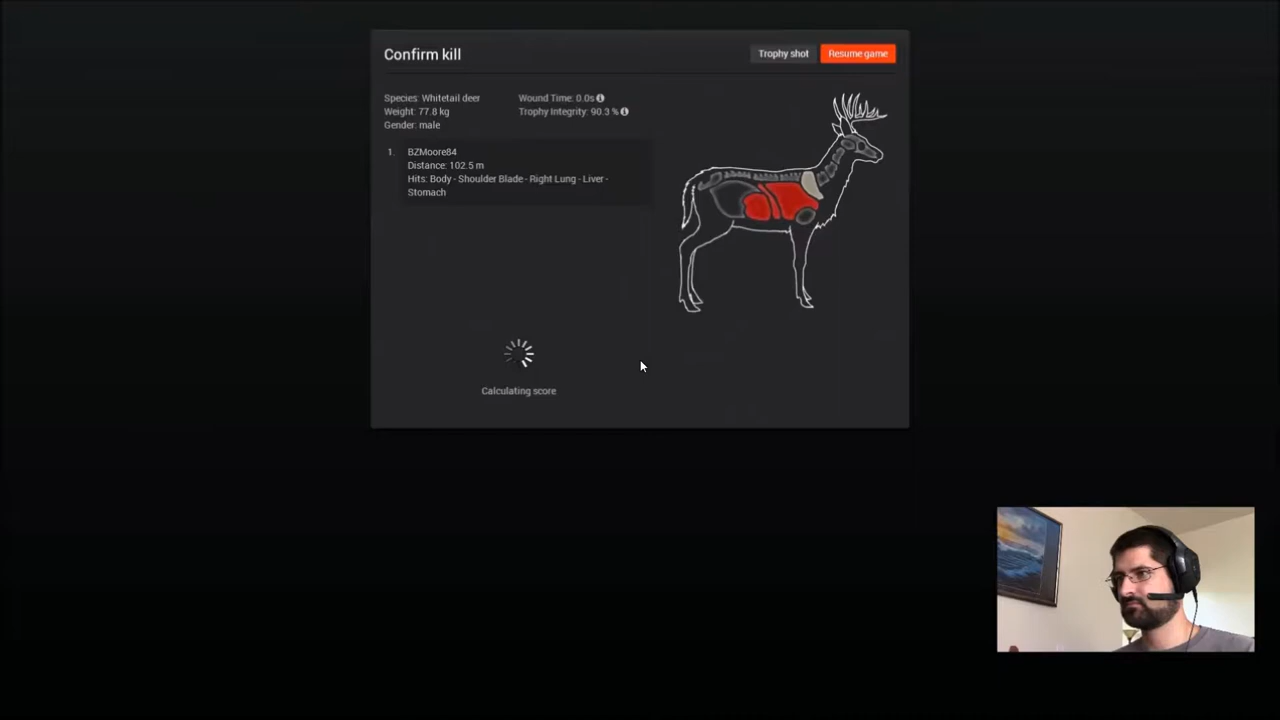 Confirm kill
Trophy shot
Resume game
Species: Whitetail deer
Weight: 77.8 kg
Gender: male
Wound Time: 0.0s
Trophy Integrity: 90.3 %
1. BZMoore84
Distance: 102.5 m
Hits: Body - Shoulder Blade - Right Lung - Liver -
Stomach
Calculating score